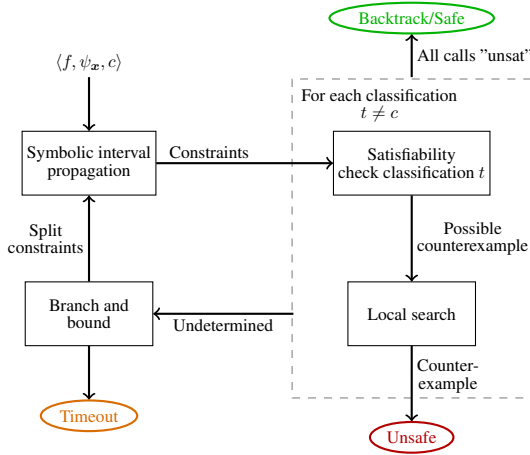 Backtrack/Safe
All calls ”unsat”
⟨f, ψ𝒙, c⟩
For each classification
t ≠ c
Symbolic interval
propagation
Constraints
Satisfiability
check classification t
Split
constraints
Possible
counterexample
Branch and
bound
Undetermined
Local search
Counter-
example
Timeout
Unsafe